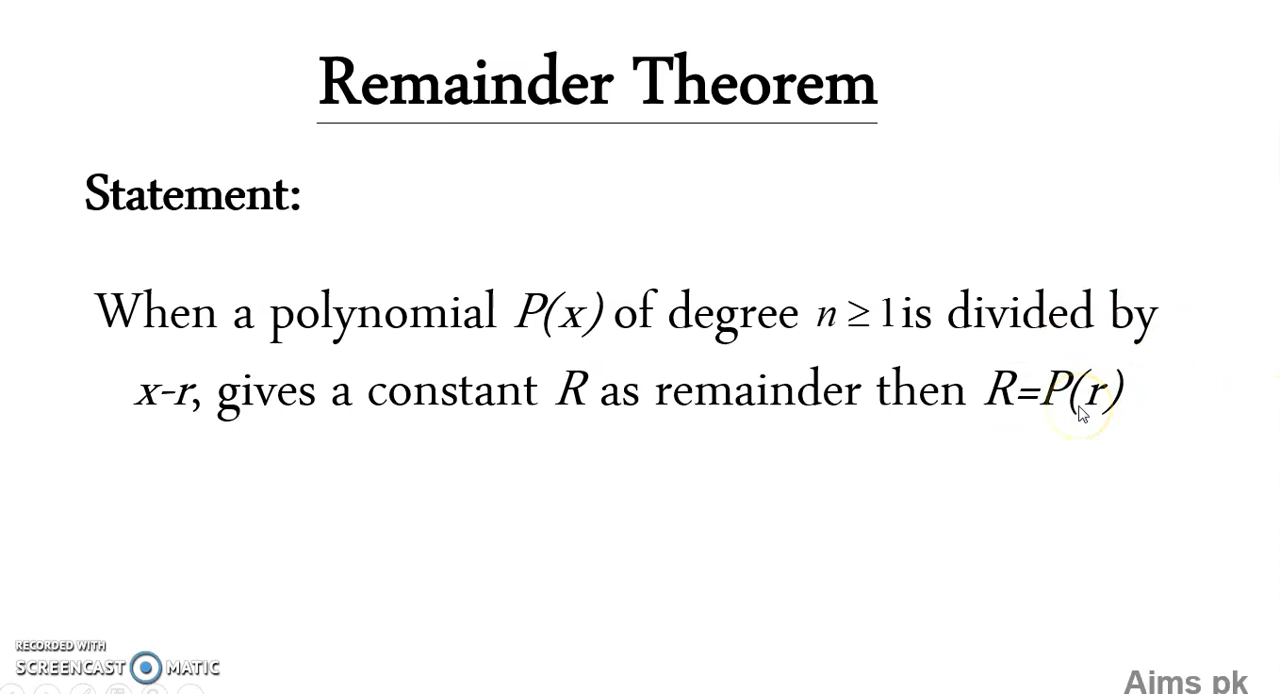 Remainder Theorem
Statement:
When a polynomial P(x) of degree n ≥ 1 is divided by
x-r, gives a constant R as remainder then R=P(r)
RECORDED WITH
SCREENCAST MATIC
Aims pk